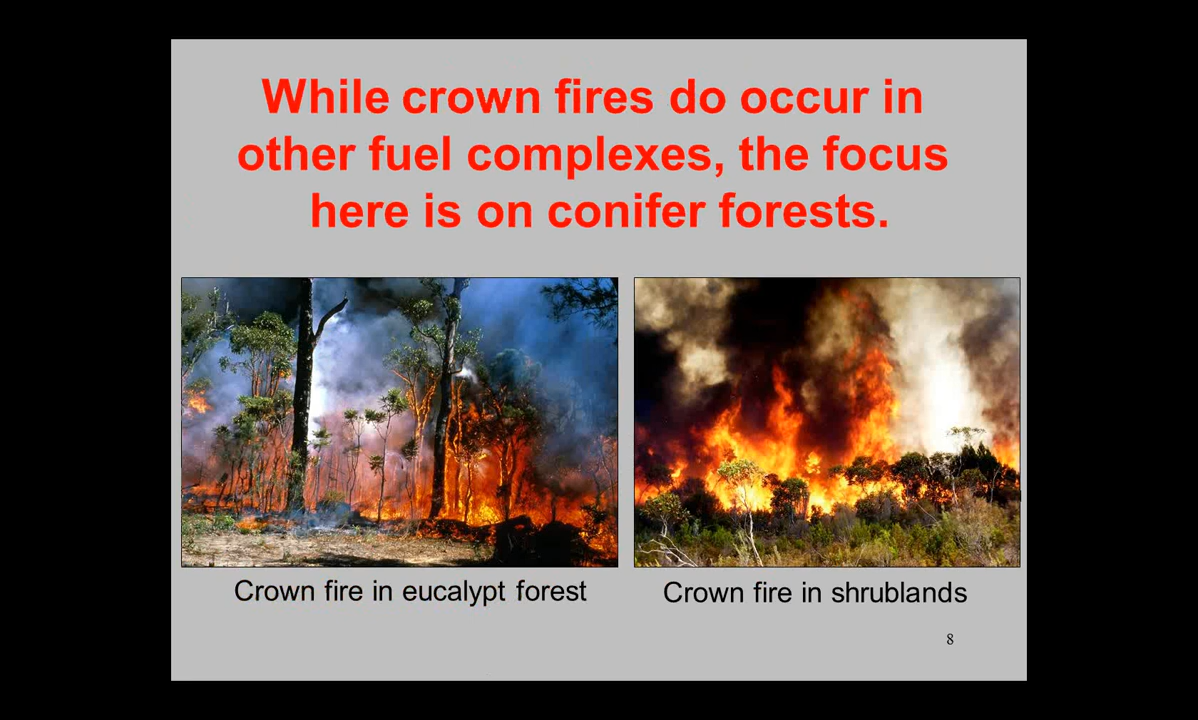 While crown fires do occur in
other fuel complexes, the focus
here is on conifer forests.
Crown fire in eucalypt forest
Crown fire in shrublands
8